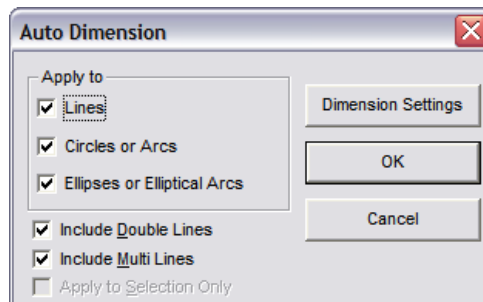 Auto Dimension
Apply to
Lines
Circles or Arcs
Ellipses or Elliptical Arcs
Include Double Lines
Include Multi Lines
Apply to Selection Only
Dimension Settings
OK
Cancel